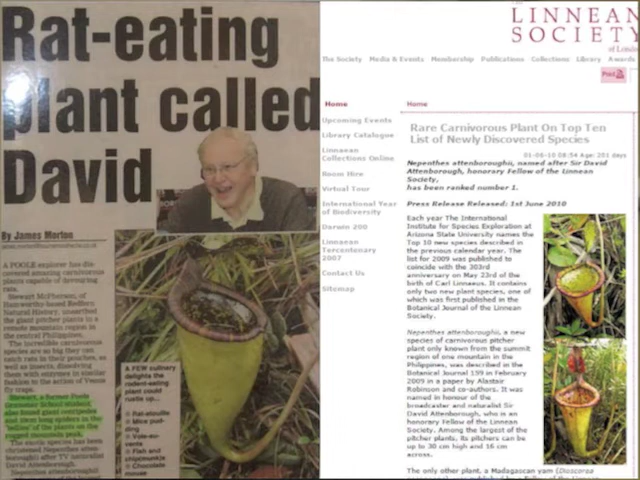 Rat-eating
plant called
David
By James Morton
A POOLE explorer has dis-
covered amazing carnivorous
plants capable of devouring
rats.
Stewart McPherson, of
Hamworthy-based Redfern
Natural History, unearthed
the giant pitcher plants in a
remote mountain region in
the central Philippines.
The incredible carnivorous
species are so big they can
catch rats in their pouches, as
well as insects, dissolving
them with enzymes in similar
fashion to the action of Venus
fly traps.
Stewart, a former Poole
Grammar School student,
also found giant centipedes
and stem long spiders in the
'bellies' of the plants on the
rugged mountain peak.
The exotic species has been
christened Nepenthes atten-
boroughii after TV naturalist
David Attenborough.
Nepenthes attenboroughii
A FEW culinary
delights the
rodent-eating
plant could
rustle up...
Rat-atouille
Mice pud-
ding
Vole-au-
vents
Fish and
chip(munk)s
Chocolate
mouse
LINNEAN
SOCIETY
of London
The Society Media & Events Membership Publications Collections Library Awards
Post
Home
Upcoming Events
Library Catalogue
Linnaean
Collections Online
Room Hire
Virtual Tour
International Year
of Biodiversity
Darwin 200
Linnaean
Tercentenary
2007
Contact Us
Sitemap
Home
Rare Carnivorous Plant On Top Ten
List of Newly Discovered Species
01-06-10 08:54 Age: 201 days
Nepenthes attenboroughii, named after Sir David
Attenborough, honorary Fellow of the Linnean
Society,
has been ranked number 1.
Press Release Released: 1st June 2010
Each year The International
Institute for Species Exploration at
Arizona State University names the
Top 10 new species described in
the previous calendar year. The
list for 2009 was published to
coincide with the 303rd
anniversary on May 23rd of the
birth of Carl Linnaeus. It contains
only two new plant species, one of
which was first published in the
Botanical Journal of the Linnean
Society.
Nepenthes attenboroughii, a new
species of carnivorous pitcher
plant only known from the summit
region of one mountain in the
Philippines, was described in the
Botanical Journal 159 in February
2009 in a paper by Alastair
Robinson and co-authors. It was
named in honour of the
broadcaster and naturalist Sir
David Attenborough, who is an
honorary Fellow of the Linnean
Society. Among the largest of the
pitcher plants, its pitchers can be
up to 30 cm high and 16 cm
across.
The only other plant, a Madagascan yam (Dioscorea